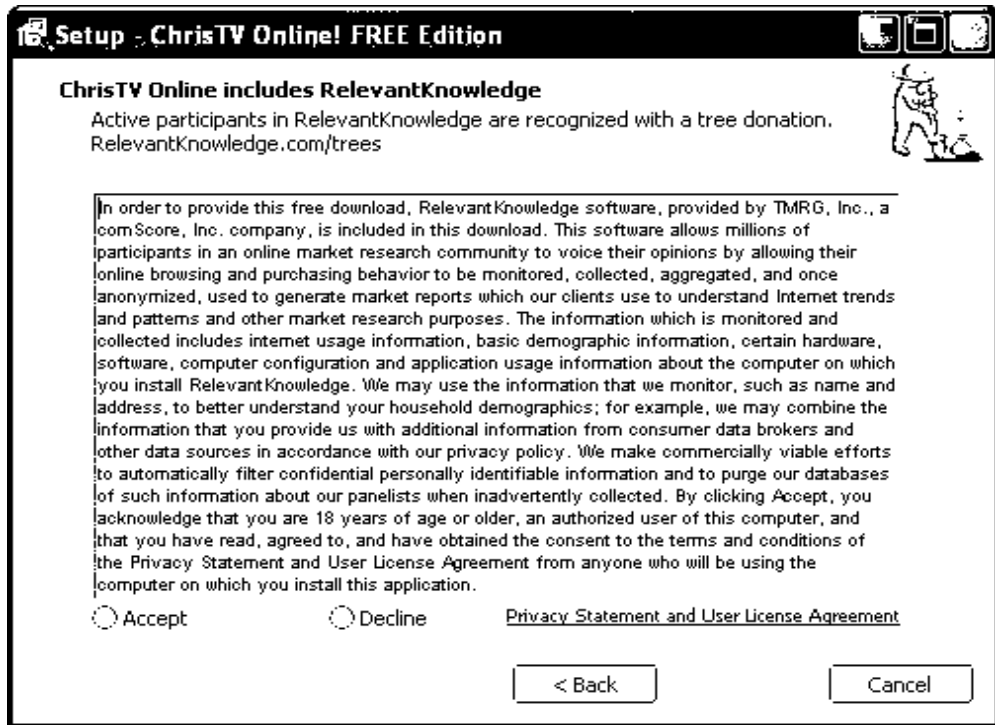 Setup - ChrisTV Online! FREE Edition
ChrisTV Online includes RelevantKnowledge
Active participants in RelevantKnowledge are recognized with a tree donation.
RelevantKnowledge.com/trees
In order to provide this free download, RelevantKnowledge software, provided by TMRG, Inc., a
comScore, Inc. company, is included in this download. This software allows millions of
participants in an online market research community to voice their opinions by allowing their
online browsing and purchasing behavior to be monitored, collected, aggregated, and once
anonymized, used to generate market reports which our clients use to understand Internet trends
and patterns and other market research purposes. The information which is monitored and
collected includes internet usage information, basic demographic information, certain hardware,
software, computer configuration and application usage information about the computer on which
you install RelevantKnowledge. We may use the information that we monitor, such as name and
address, to better understand your household demographics; for example, we may combine the
information that you provide us with additional information from consumer data brokers and
other data sources in accordance with our privacy policy. We make commercially viable efforts
to automatically filter confidential personally identifiable information and to purge our databases
of such information about our panelists when inadvertently collected. By clicking Accept, you
acknowledge that you are 18 years of age or older, an authorized user of this computer, and
that you have read, agreed to, and have obtained the consent to the terms and conditions of
the Privacy Statement and User License Agreement from anyone who will be using the
computer on which you install this application.
Accept Decline Privacy Statement and User License Agreement
< Back Cancel